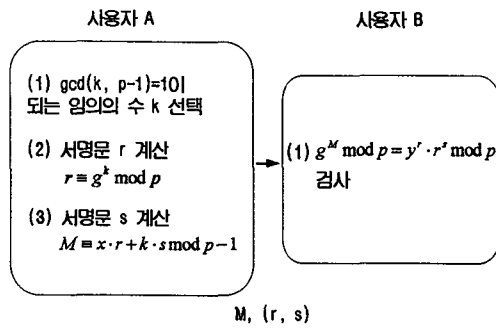 사용자 A
사용자 B
(1) gcd(k, p-1)=1이
되는 임의의 수 k 선택
(2) 서명문 r 계산
r ≡ g^k mod p
(3) 서명문 s 계산
M ≡ x·r+k·s mod p-1
(1) g^M mod p = y^r · r^s mod p
검사
M, (r, s)